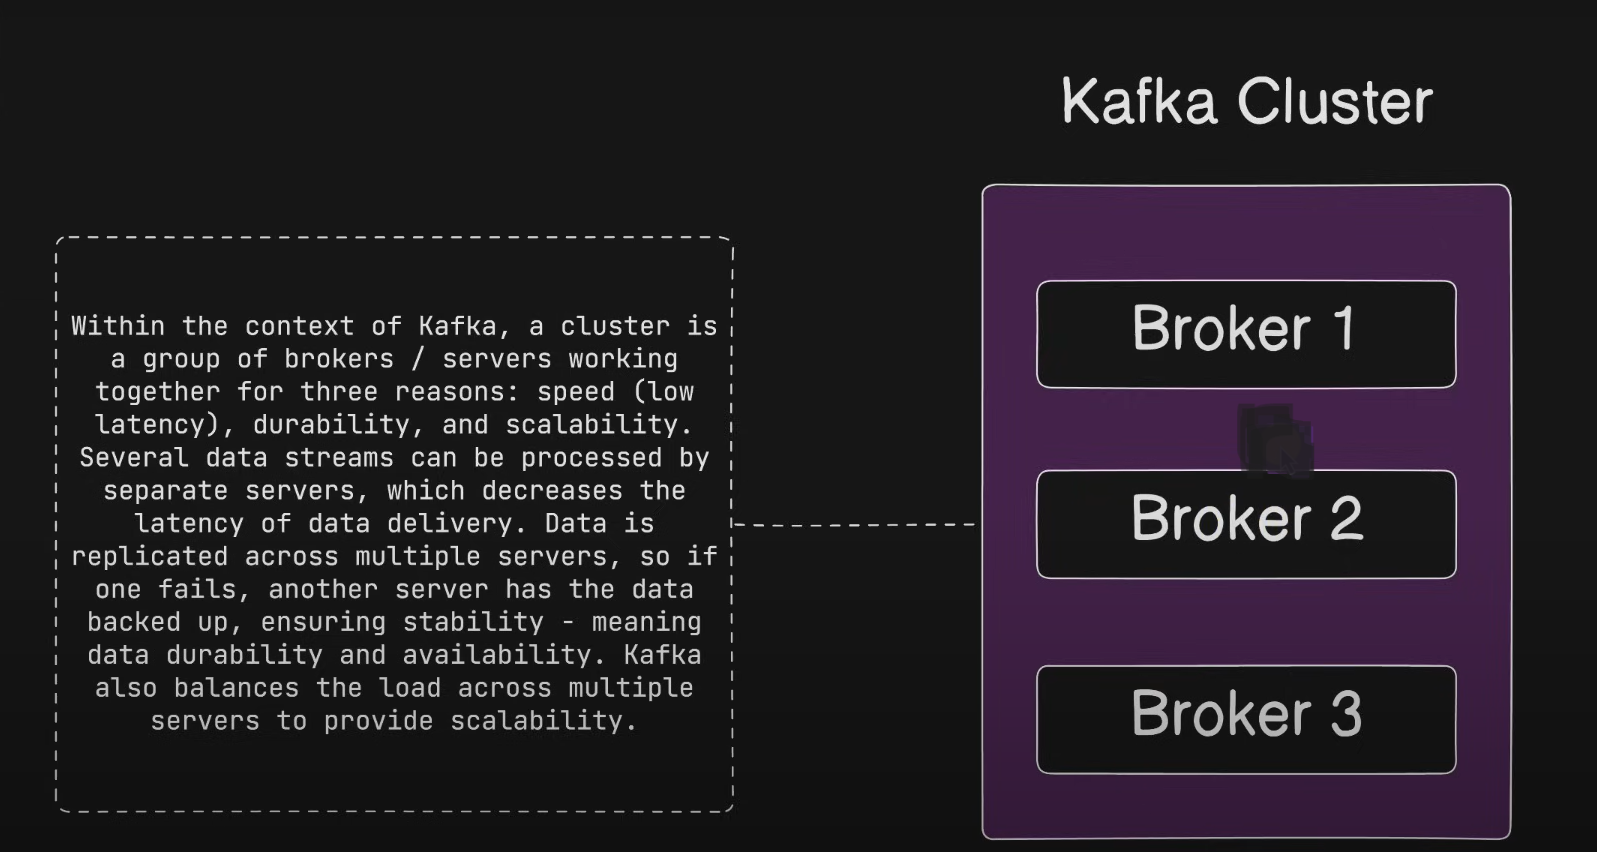 Kafka Cluster
Within the context of Kafka, a cluster is
a group of brokers / servers working
together for three reasons: speed (low
latency), durability, and scalability.
Several data streams can be processed by
separate servers, which decreases the
latency of data delivery. Data is
replicated across multiple servers, so if
one fails, another server has the data
backed up, ensuring stability - meaning
data durability and availability. Kafka
also balances the load across multiple
servers to provide scalability.
Broker 1
Broker 2
Broker 3